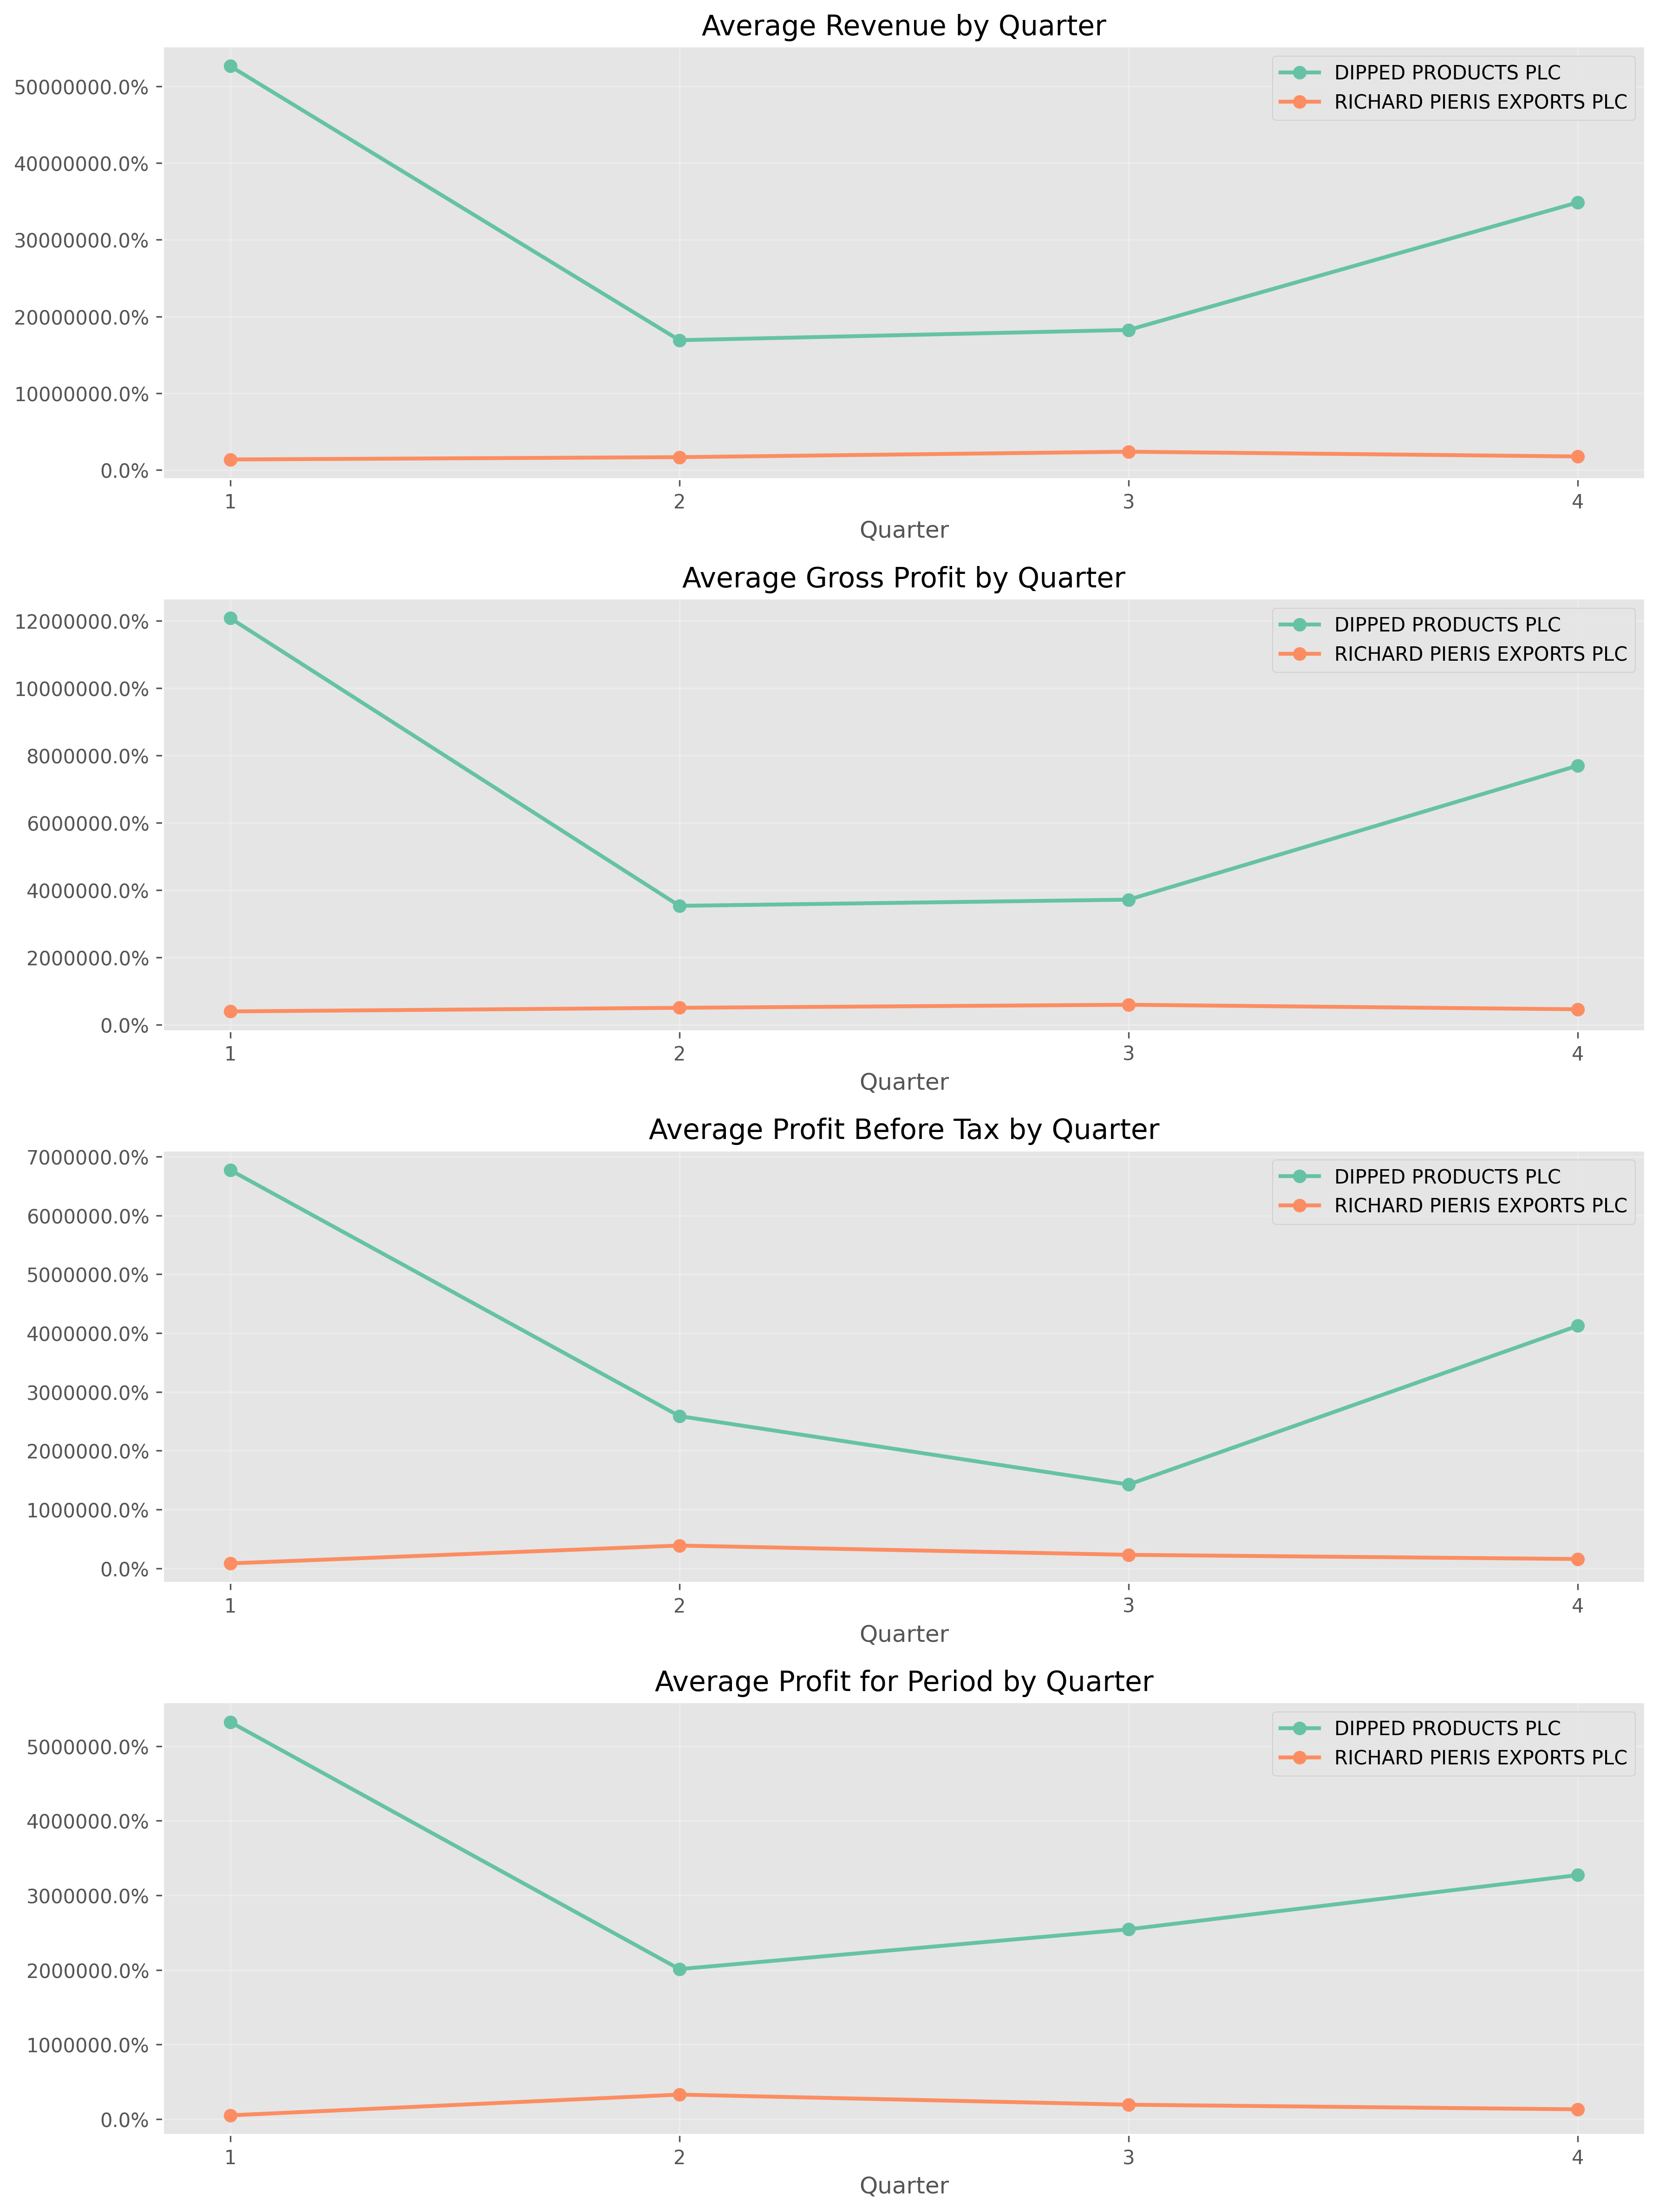 Average Revenue by Quarter
50000000.0%
40000000.0%
30000000.0%
20000000.0%
10000000.0%
0.0%
DIPPED PRODUCTS PLC
RICHARD PIERIS EXPORTS PLC
1 2 3 4
Quarter
Average Gross Profit by Quarter
12000000.0%
10000000.0%
8000000.0%
6000000.0%
4000000.0%
2000000.0%
0.0%
DIPPED PRODUCTS PLC
RICHARD PIERIS EXPORTS PLC
1 2 3 4
Quarter
Average Profit Before Tax by Quarter
7000000.0%
6000000.0%
5000000.0%
4000000.0%
3000000.0%
2000000.0%
1000000.0%
0.0%
DIPPED PRODUCTS PLC
RICHARD PIERIS EXPORTS PLC
1 2 3 4
Quarter
Average Profit for Period by Quarter
5000000.0%
4000000.0%
3000000.0%
2000000.0%
1000000.0%
0.0%
DIPPED PRODUCTS PLC
RICHARD PIERIS EXPORTS PLC
1 2 3 4
Quarter